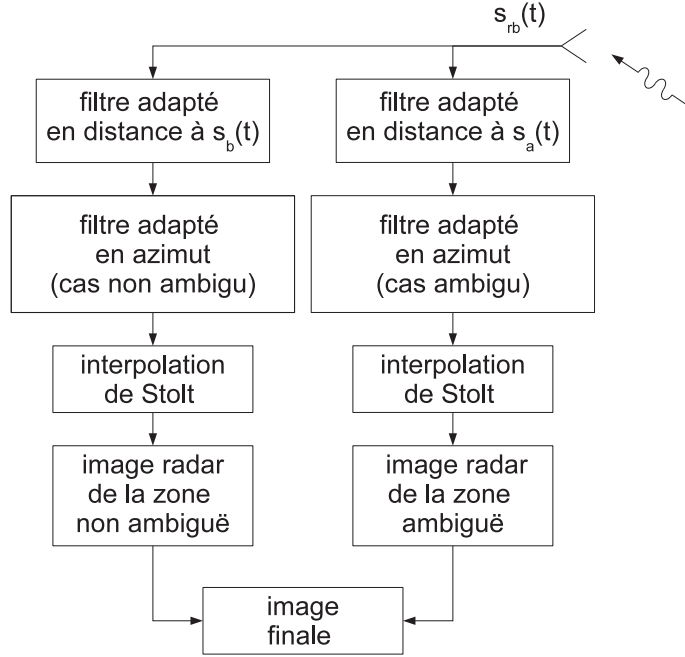 s_rb(t)
filtre adapté
en distance à s_b(t)
filtre adapté
en distance à s_a(t)
filtre adapté
en azimut
(cas non ambigu)
filtre adapté
en azimut
(cas ambigu)
interpolation
de Stolt
interpolation
de Stolt
image radar
de la zone
non ambiguë
image radar
de la zone
ambiguë
image
finale